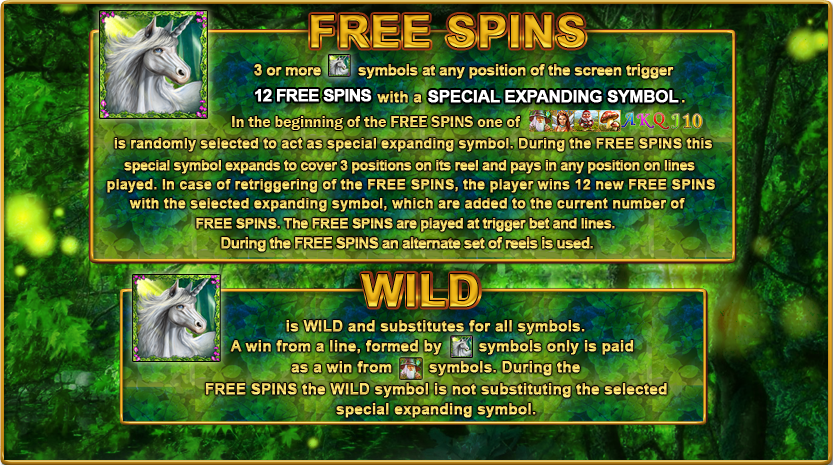 FREE SPINS
3 or more symbols at any position of the screen trigger
12 FREE SPINS with a SPECIAL EXPANDING SYMBOL.
In the beginning of the FREE SPINS one of A K Q J 10
is randomly selected to act as special expanding symbol. During the FREE SPINS this
special symbol expands to cover 3 positions on its reel and pays in any position on lines
played. In case of retriggering of the FREE SPINS, the player wins 12 new FREE SPINS
with the selected expanding symbol, which are added to the current number of
FREE SPINS. The FREE SPINS are played at trigger bet and lines.
During the FREE SPINS an alternate set of reels is used.
WILD
is WILD and substitutes for all symbols.
A win from a line, formed by symbols only is paid
as a win from symbols. During the
FREE SPINS the WILD symbol is not substituting the selected
special expanding symbol.